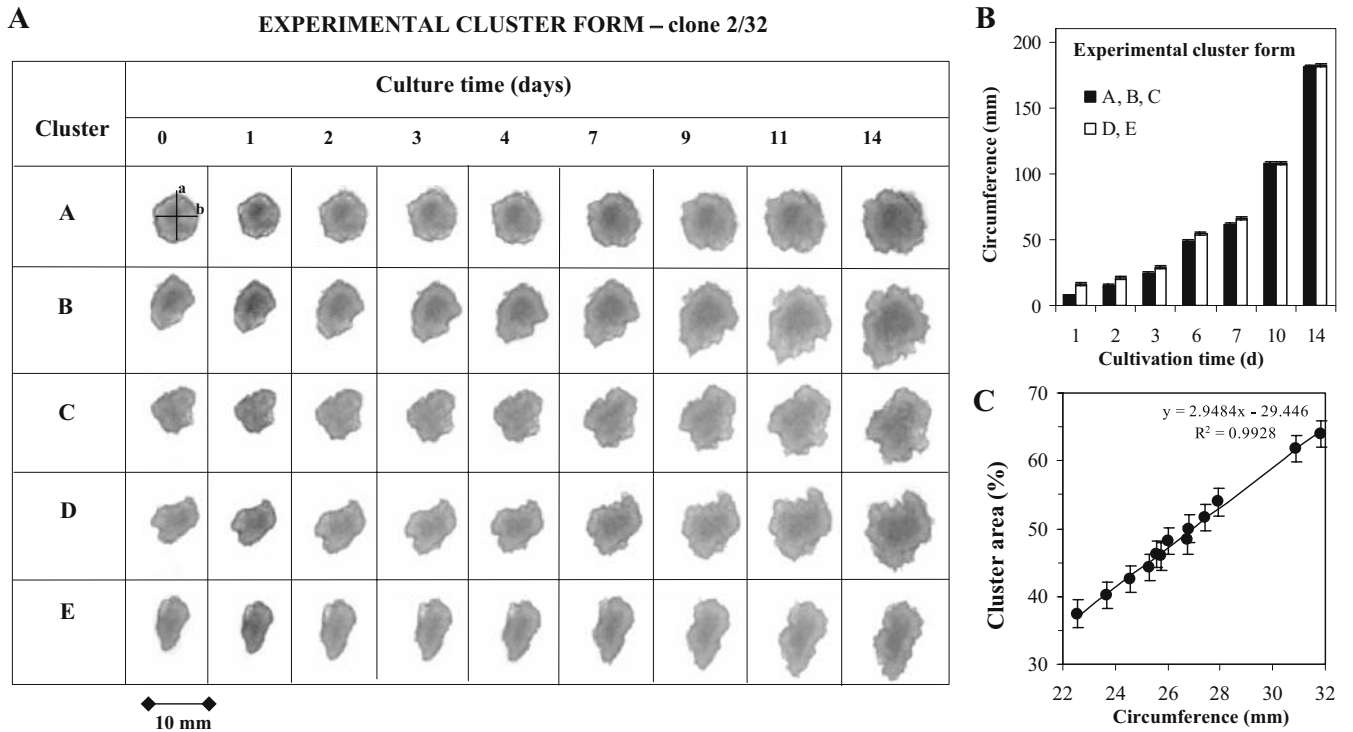 A
EXPERIMENTAL CLUSTER FORM – clone 2/32
Cluster
Culture time (days)
0 1 2 3 4 7 9 11 14
A
a
b
B
C
D
E
10 mm
B
Experimental cluster form
A, B, C
D, E
Circumference (mm)
200
150
100
50
0
1 2 3 6 7 10 14
Cultivation time (d)
C
y = 2.9484x - 29.446
R² = 0.9928
Cluster area (%)
70
60
50
40
30
22 24 26 28 30 32
Circumference (mm)